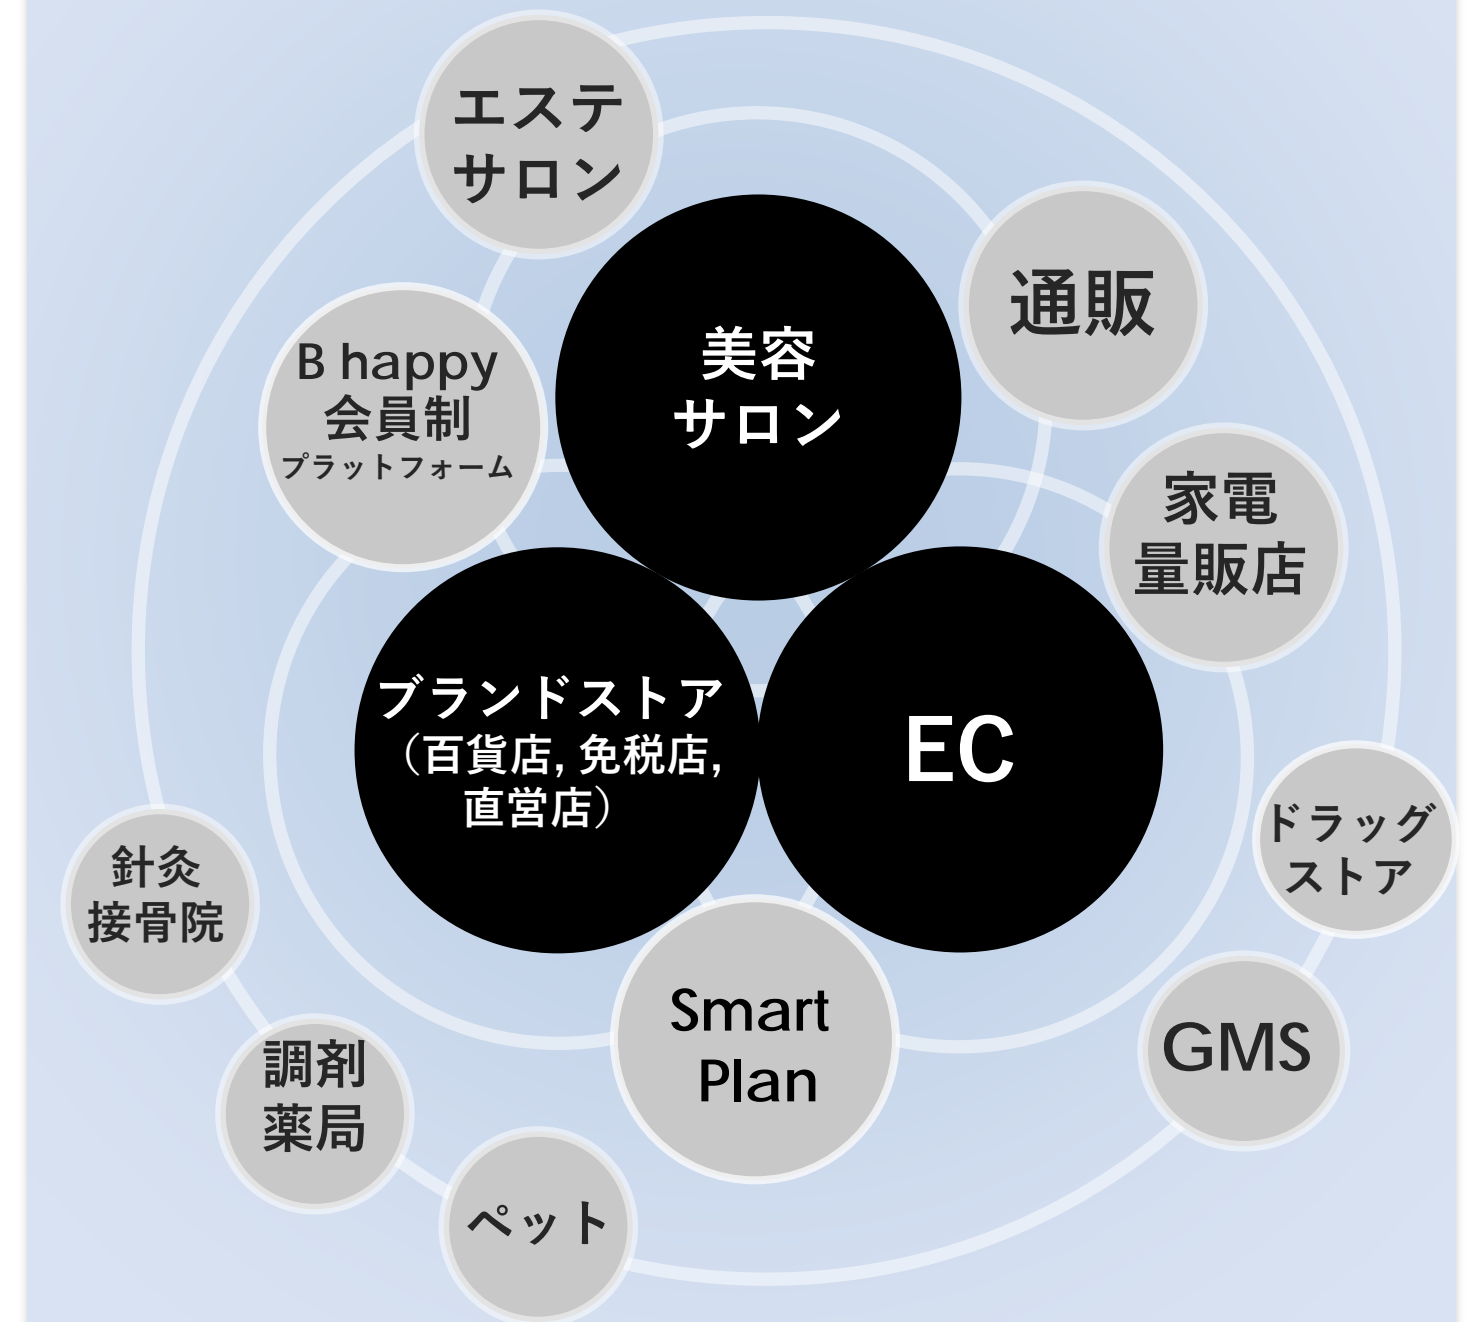 エステ
サロン
通販
美容
サロン
B happy
会員制
プラットフォーム
家電
量販店
ブランドストア
（百貨店, 免税店,
直営店）
EC
ドラッグ
ストア
針灸
接骨院
Smart
Plan
GMS
調剤
薬局
ペット